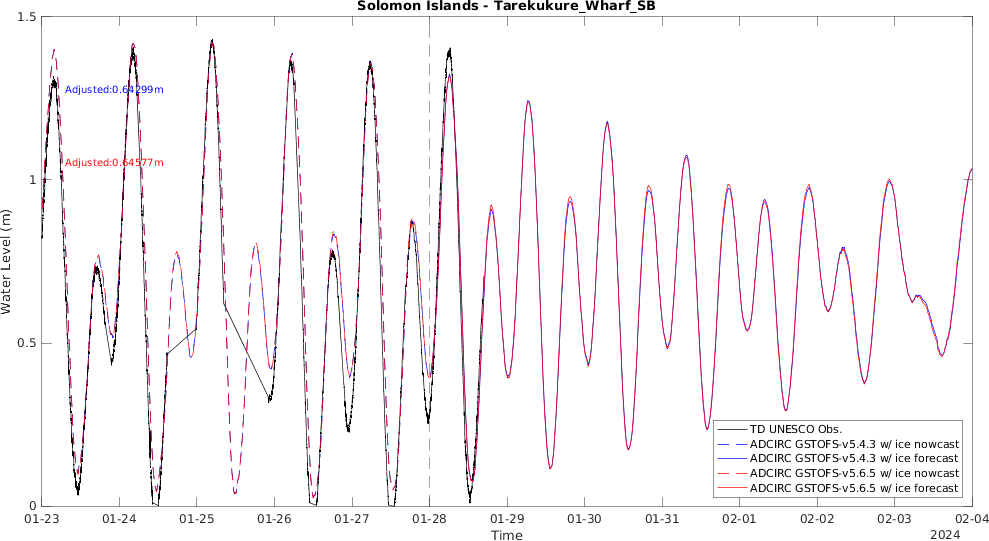 Solomon Islands - Tarekukure_Wharf_SB
1.5
1
0.5
0
Water Level (m)
Adjusted:0.64299m
Adjusted:0.64577m
TD UNESCO Obs.
ADCIRC GSTOFS-v5.4.3 w/ ice nowcast
ADCIRC GSTOFS-v5.4.3 w/ ice forecast
ADCIRC GSTOFS-v5.6.5 w/ ice nowcast
ADCIRC GSTOFS-v5.6.5 w/ ice forecast
01-23 01-24 01-25 01-26 01-27 01-28 01-29 01-30 01-31 02-01 02-02 02-03 02-04
Time
2024